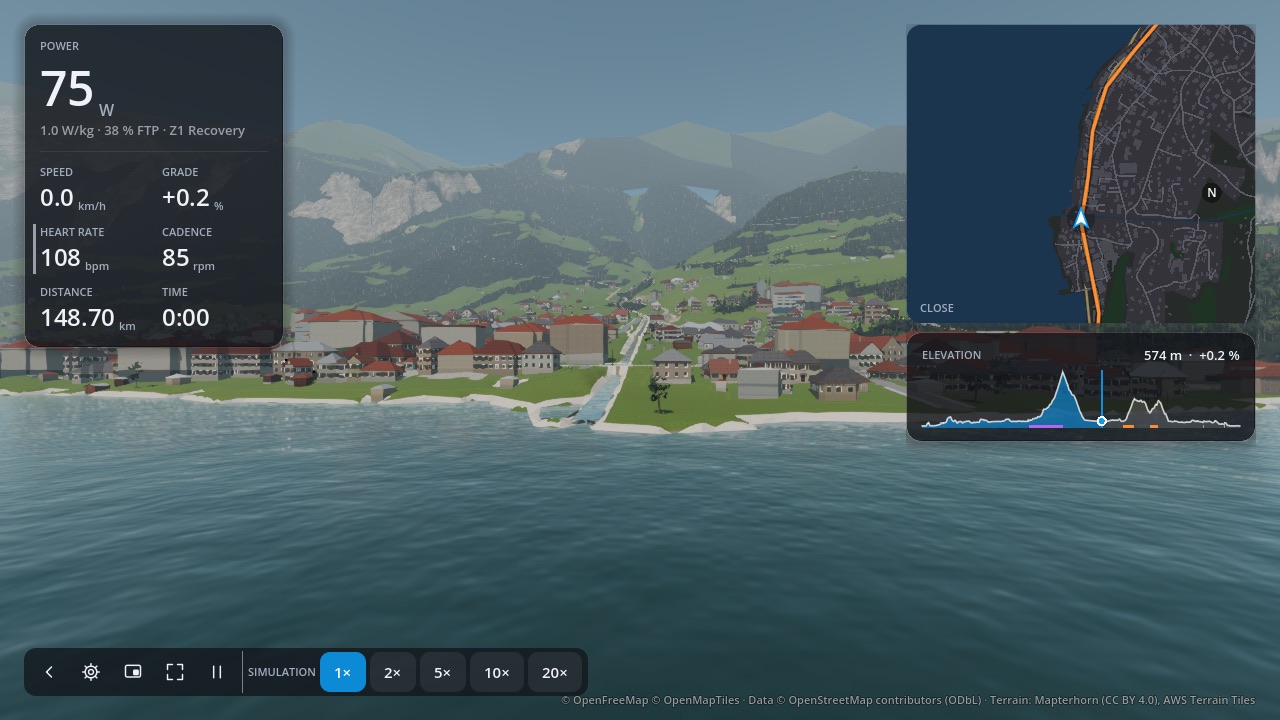 POWER
75 W
1.0 W/kg · 38 % FTP · Z1 Recovery
SPEED
0.0 km/h
GRADE
+0.2 %
HEART RATE
108 bpm
CADENCE
85 rpm
DISTANCE
148.70 km
TIME
0:00
N
CLOSE
ELEVATION
574 m · +0.2 %
SIMULATION
1×
2×
5×
10×
20×
© OpenFreeMap © OpenMapTiles · Data © OpenStreetMap contributors (ODbL) · Terrain: Mapterhorn (CC BY 4.0), AWS Terrain Tiles